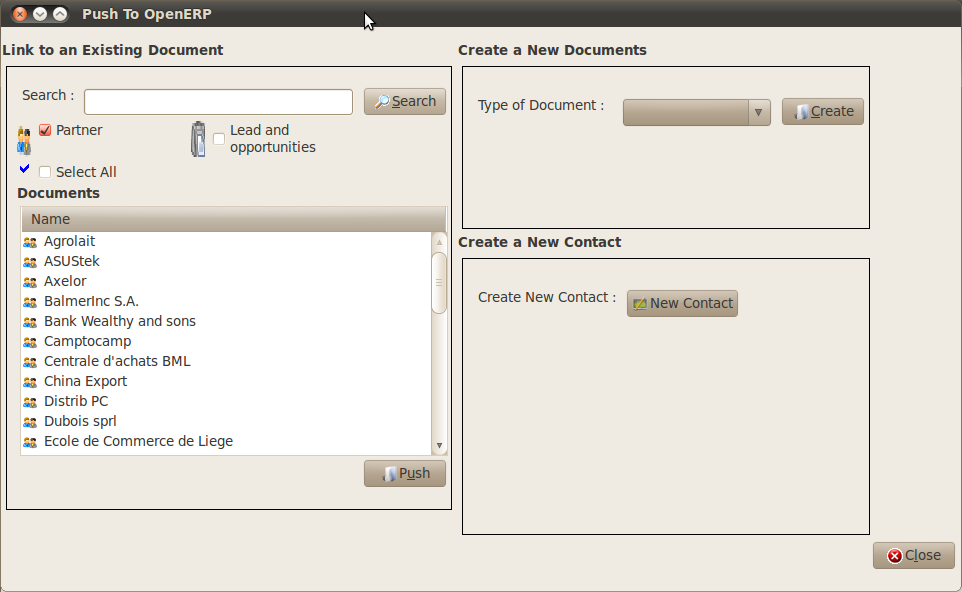 Push To OpenERP
Link to an Existing Document
Search :
Search
Partner
Lead and
opportunities
Select All
Documents
Name
Agrolait
ASUStek
Axelor
BalmerInc S.A.
Bank Wealthy and sons
Camptocamp
Centrale d'achats BML
China Export
Distrib PC
Dubois sprl
Ecole de Commerce de Liege
Push
Create a New Documents
Type of Document :
Create
Create a New Contact
Create New Contact :
New Contact
Close